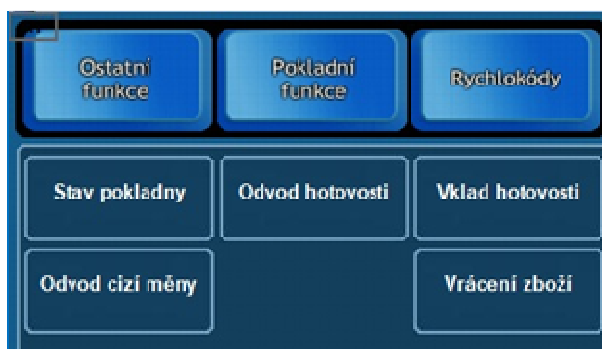 Ostatní
funkce
Pokladní
funkce
Rychlokódy
Stav pokladny
Odvod hotovosti
Vklad hotovosti
Odvod cizí měny
Vrácení zboží